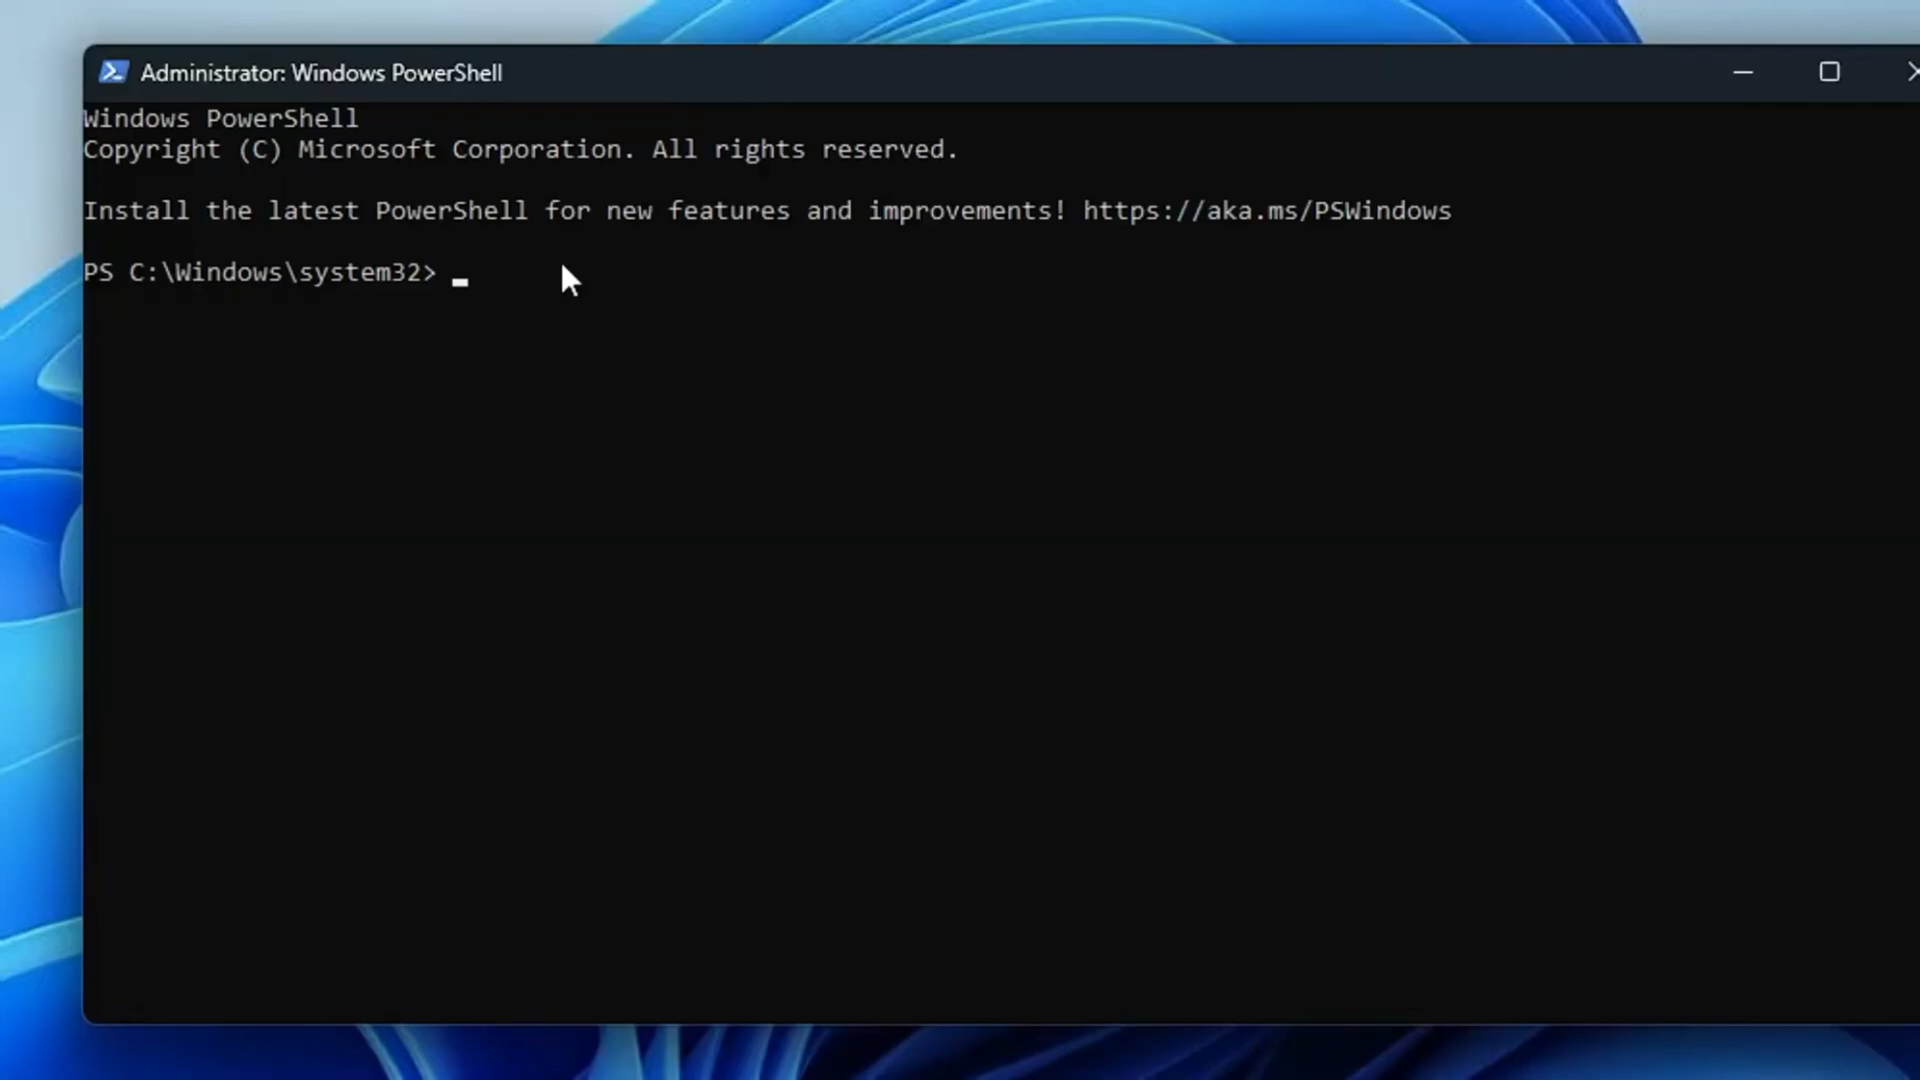 Administrator: Windows PowerShell
Windows PowerShell
Copyright (C) Microsoft Corporation. All rights reserved.
Install the latest PowerShell for new features and improvements! https://aka.ms/PSWindows
PS C:\Windows\system32> _